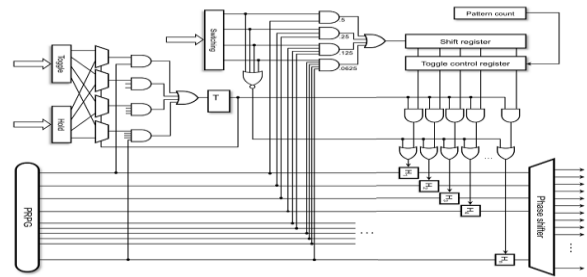 Pattern count
Switching
.5
.25
.125
.0625
Shift register
Toggle control register
Toggle
Hold
T
PRPG
H
H
H
H
H
Phase shifter
...
...